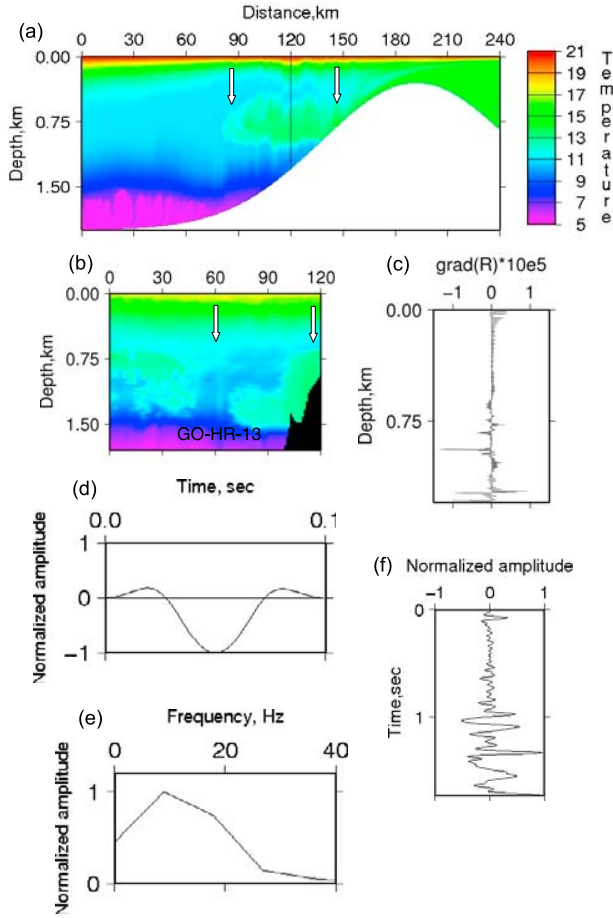 Distance,km
(a)
0 30 60 90 120 150 180 210 240
0.00
0.75
1.50
Depth,km
21
19
17
15
13
11
9
7
5
Temperature
(b)
0 30 60 90 120
0.00
0.75
1.50
Depth,km
GO-HR-13
(c)
grad(R)*10e5
−1 0 1
0.00
0.75
Depth,km
(d)
Time, sec
0.0 0.1
1
0
−1
Normalized amplitude
(e)
Frequency, Hz
0 20 40
1
0
Normalized amplitude
(f)
Normalized amplitude
−1 0 1
0
1
Time,sec